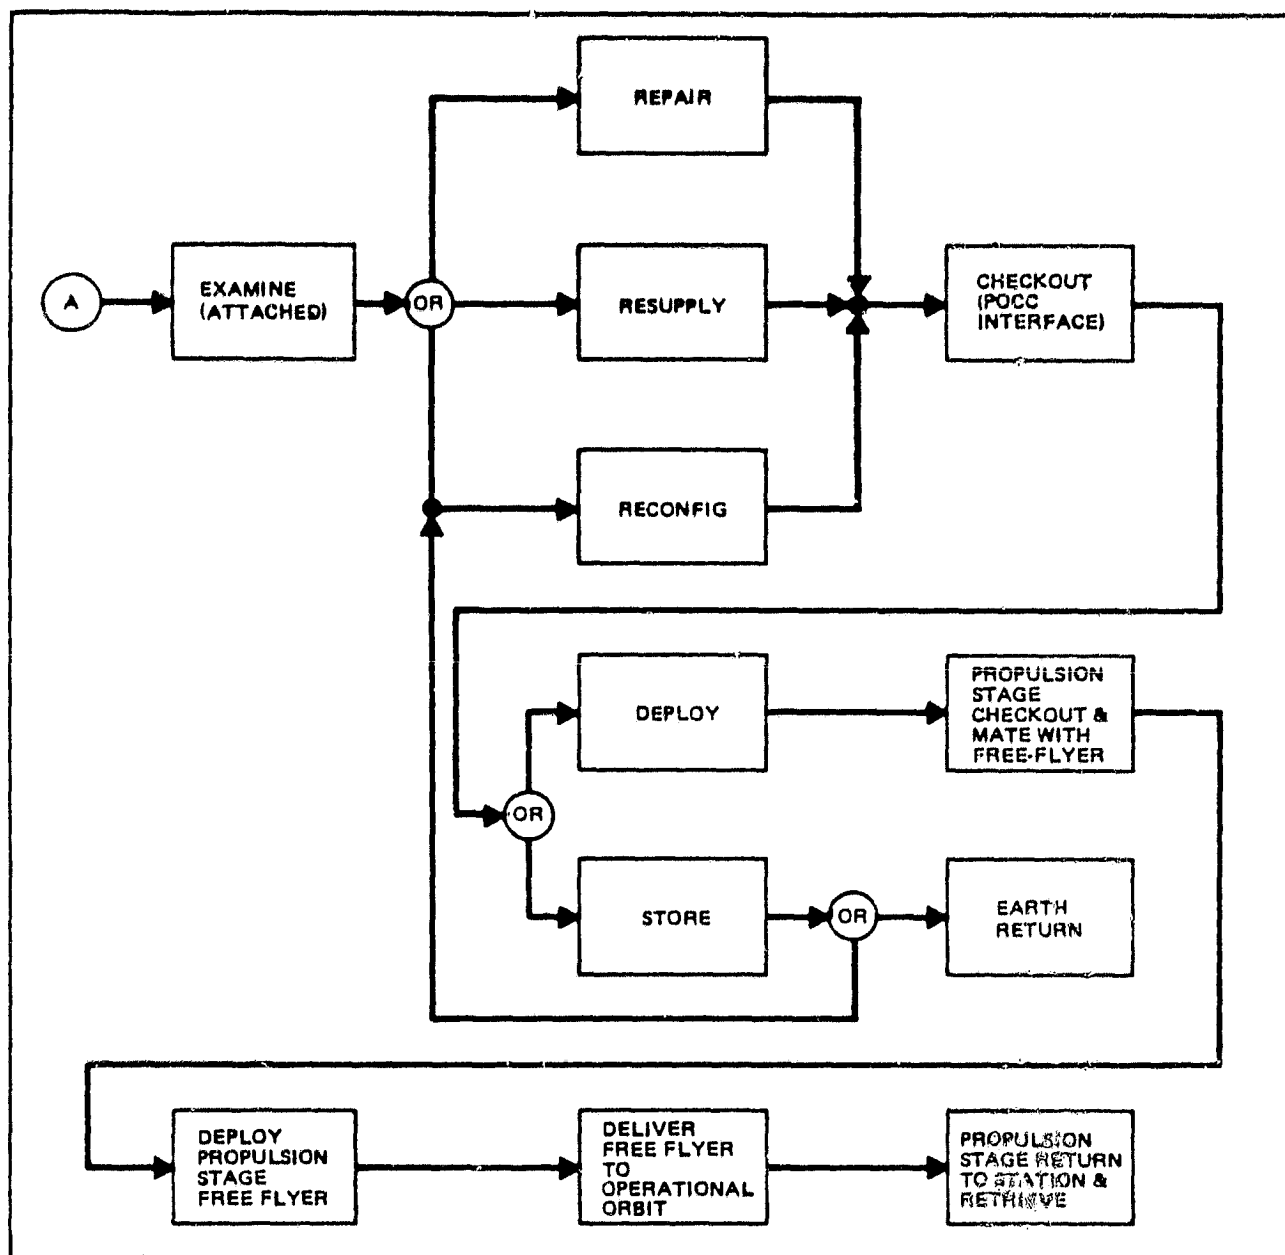 REPAIR
A
EXAMINE
(ATTACHED)
OR
RESUPPLY
CHECKOUT
(POCC
INTERFACE)
RECONFIG
DEPLOY
PROPULSION
STAGE
CHECKOUT &
MATE WITH
FREE-FLYER
OR
STORE
OR
EARTH
RETURN
DEPLOY
PROPULSION
STAGE
FREE FLYER
DELIVER
FREE FLYER
TO
OPERATIONAL
ORBIT
PROPULSION
STAGE RETURN
TO STATION &
RETRIEVE